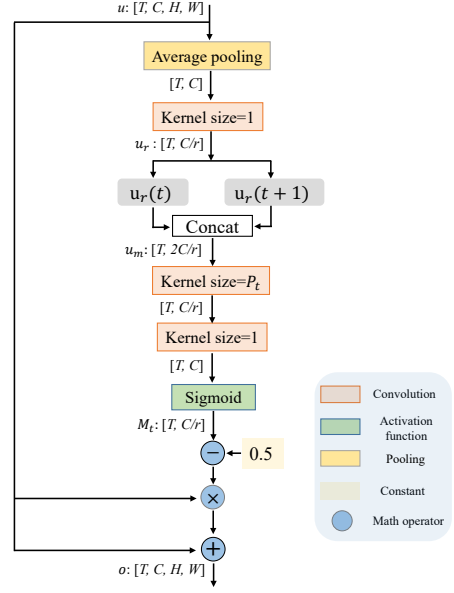 u: [T, C, H, W]
Average pooling
[T, C]
Kernel size=1
u_r : [T, C/r]
u_r(t)
u_r(t + 1)
Concat
u_m: [T, 2C/r]
Kernel size=P_t
[T, C/r]
Kernel size=1
[T, C]
Sigmoid
M_t: [T, C/r]
−
0.5
×
+
o: [T, C, H, W]
Convolution
Activation
function
Pooling
Constant
Math operator